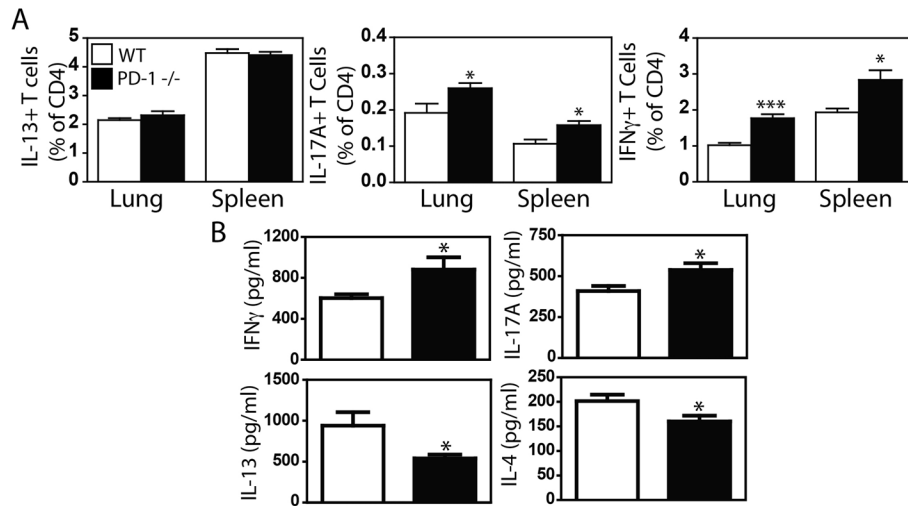 A
IL-13+ T cells
(% of CD4)
5
4
3
2
1
0
WT
PD-1 -/-
Lung
Spleen
IL-17A+ T Cells
(% of CD4)
0.4
0.3
0.2
0.1
0.0
*
*
Lung
Spleen
IFNγ+ T Cells
(% of CD4)
4
3
2
1
0
***
*
Lung
Spleen
B
IFNγ (pg/ml)
1200
800
400
0
*
IL-17A (pg/ml)
750
500
250
0
*
IL-13 (pg/ml)
1500
1000
500
0
*
IL-4 (pg/ml)
250
200
150
100
50
0
*